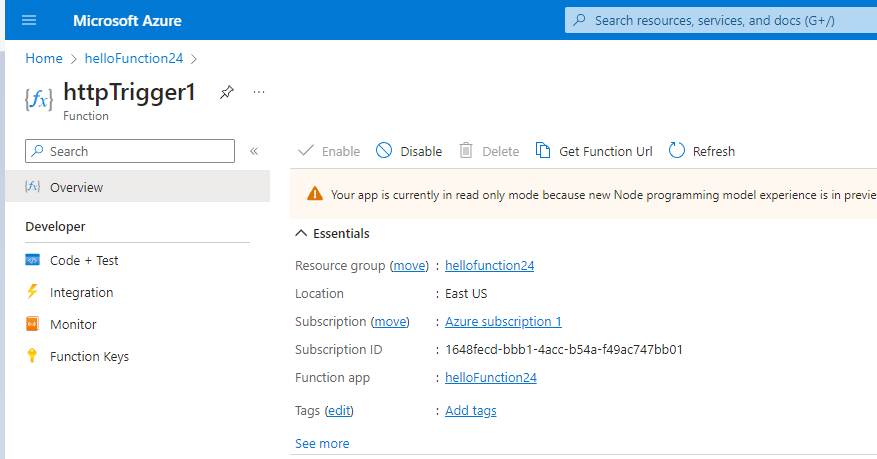 Microsoft Azure
Search resources, services, and docs (G+/)
Home > helloFunction24 >
{fx} httpTrigger1 ...
Function
Search «
Enable Disable Delete Get Function Url Refresh
{fx} Overview
Your app is currently in read only mode because new Node programming model experience is in previe
Developer
Code + Test
Integration
Monitor
Function Keys
Essentials
Resource group (move) : hellofunction24
Location : East US
Subscription (move) : Azure subscription 1
Subscription ID : 1648fecd-bbb1-4acc-b54a-f49ac747bb01
Function app : helloFunction24
Tags (edit) : Add tags
See more